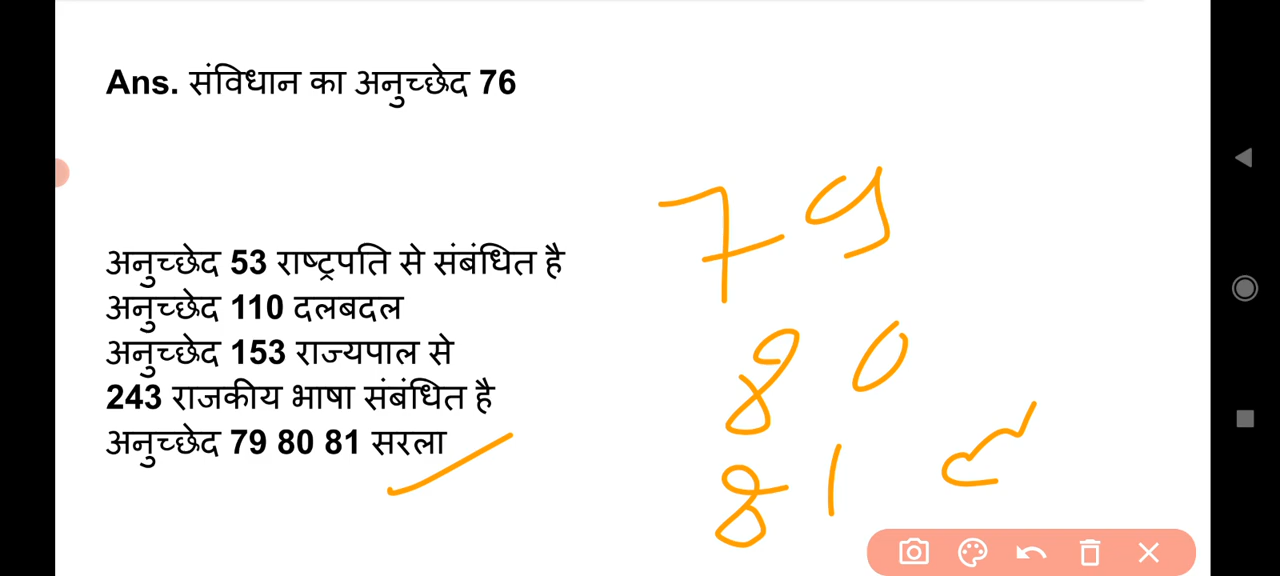 Ans. संविधान का अनुच्छेद 76
अनुच्छेद 53 राष्ट्रपति से संबंधित है
अनुच्छेद 110 दलबदल
अनुच्छेद 153 राज्यपाल से
243 राजकीय भाषा संबंधित है
अनुच्छेद 79 80 81 सरला
79
80
81